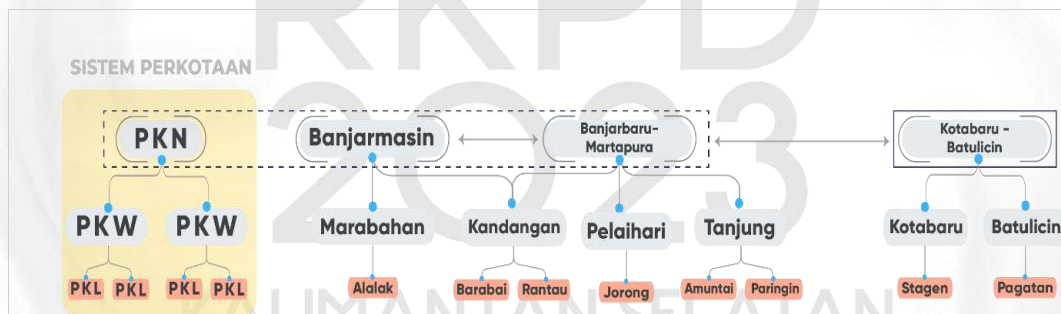 RKPD
2023
KALIMANTAN SELATAN
SISTEM PERKOTAAN
PKN
Banjarmasin
Banjarbaru-
Martapura
Kotabaru -
Batulicin
PKW
PKW
Marabahan
Kandangan
Pelaihari
Tanjung
Kotabaru
Batulicin
PKL
PKL
PKL
PKL
Alalak
Barabai
Rantau
Jorong
Amuntai
Paringin
Stagen
Pagatan